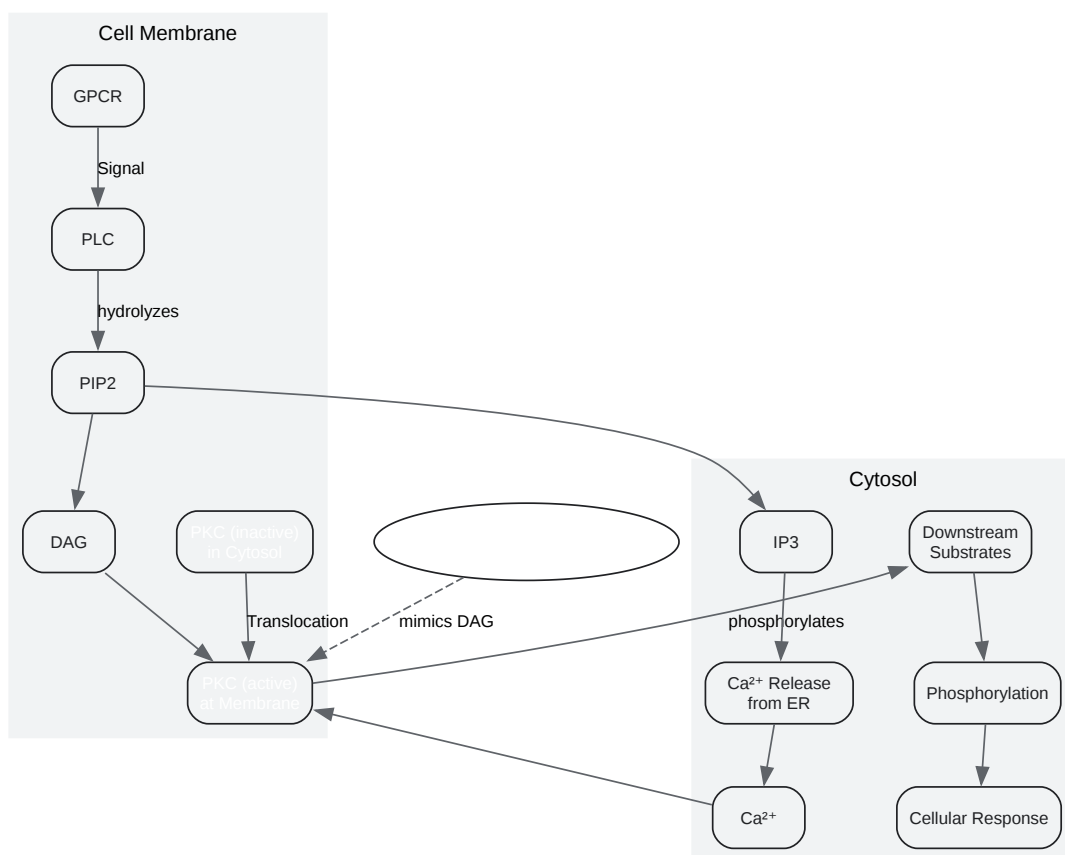 Cell Membrane
GPCR
Signal
PLC
hydrolyzes
PIP2
Cytosol
DAG
PKC (inactive)
in Cytosol
IP3
Downstream
Substrates
Translocation
mimics DAG
phosphorylates
PKC (active)
at Membrane
Ca²⁺ Release
from ER
Phosphorylation
Ca²⁺
Cellular Response